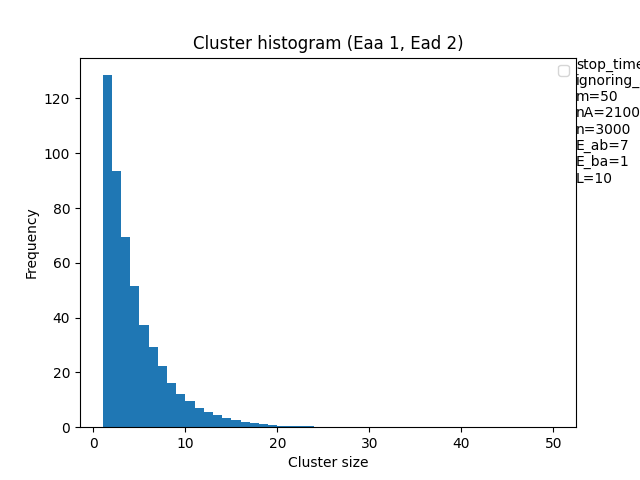 Cluster histogram (Eaa 1, Ead 2)
stop_time
ignoring_
m=50
nA=2100
n=3000
E_ab=7
E_ba=1
L=10
120
100
80
60
40
20
0
Frequency
0 10 20 30 40 50
Cluster size